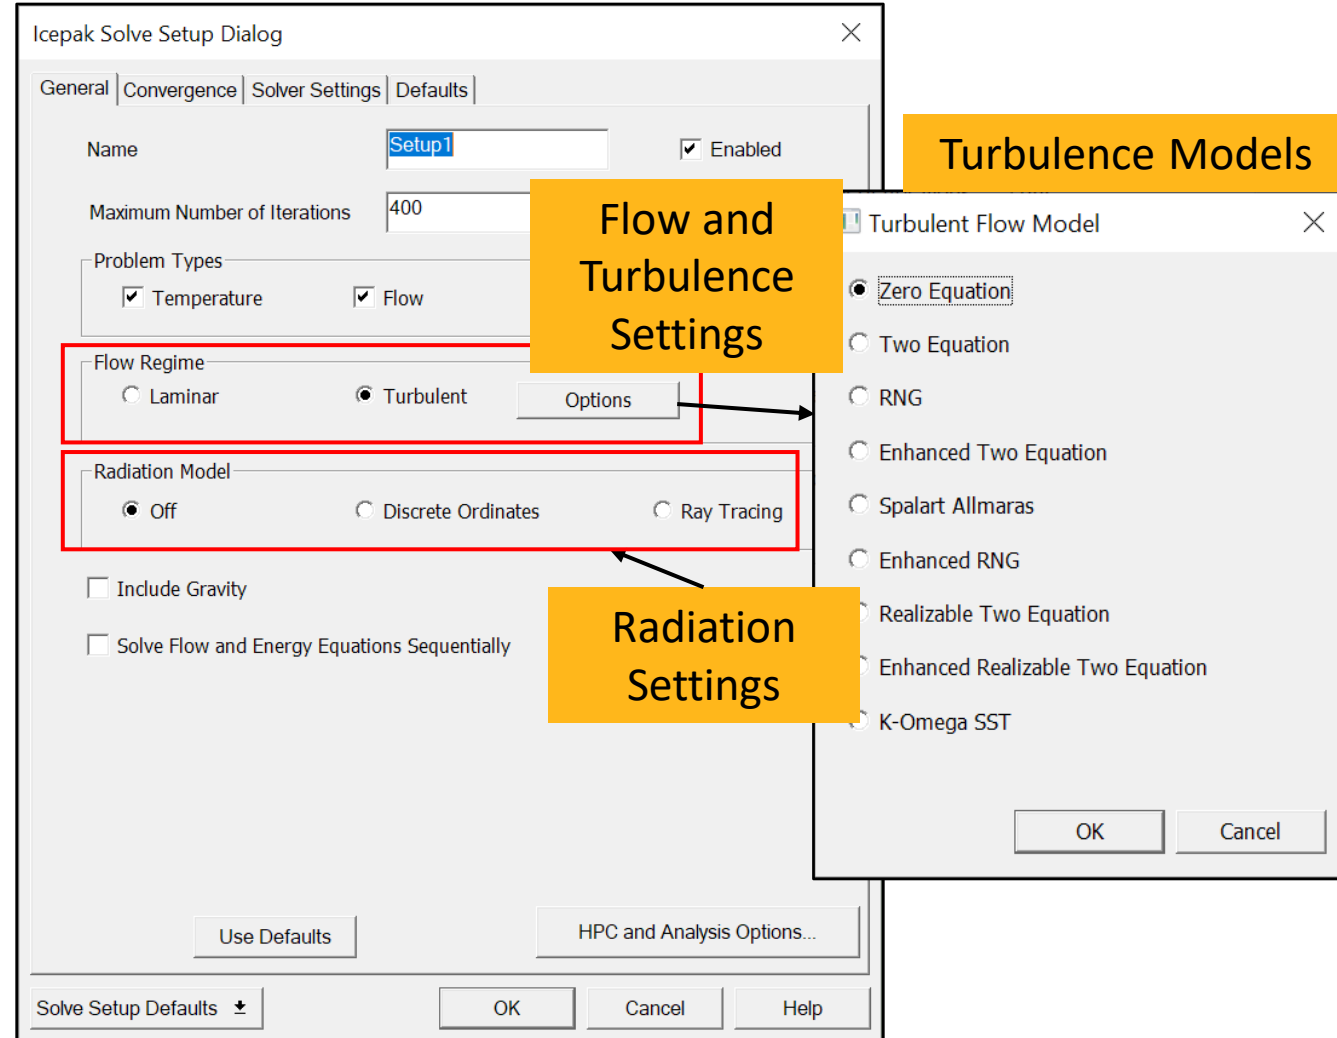 Icepak Solve Setup Dialog
General
Convergence
Solver Settings
Defaults
Name
Setup1
Enabled
Maximum Number of Iterations
400
Problem Types
Temperature
Flow
Flow Regime
Laminar
Turbulent
Options
Radiation Model
Off
Discrete Ordinates
Ray Tracing
Include Gravity
Solve Flow and Energy Equations Sequentially
Use Defaults
HPC and Analysis Options...
Solve Setup Defaults
OK
Cancel
Help
Flow and
Turbulence
Settings
Radiation
Settings
Turbulence Models
Turbulent Flow Model
Zero Equation
Two Equation
RNG
Enhanced Two Equation
Spalart Allmaras
Enhanced RNG
Realizable Two Equation
Enhanced Realizable Two Equation
K-Omega SST
OK
Cancel